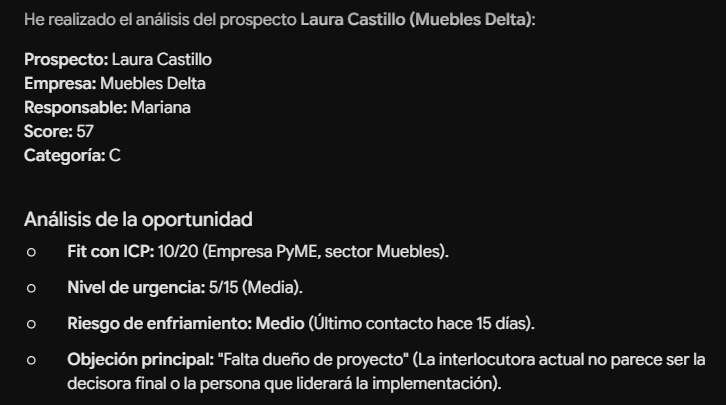 He realizado el análisis del prospecto Laura Castillo (Muebles Delta):
Prospecto: Laura Castillo
Empresa: Muebles Delta
Responsable: Mariana
Score: 57
Categoría: C
Análisis de la oportunidad
Fit con ICP: 10/20 (Empresa PyME, sector Muebles).
Nivel de urgencia: 5/15 (Media).
Riesgo de enfriamiento: Medio (Último contacto hace 15 días).
Objeción principal: "Falta dueño de proyecto" (La interlocutora actual no parece ser la
decisora final o la persona que liderará la implementación).